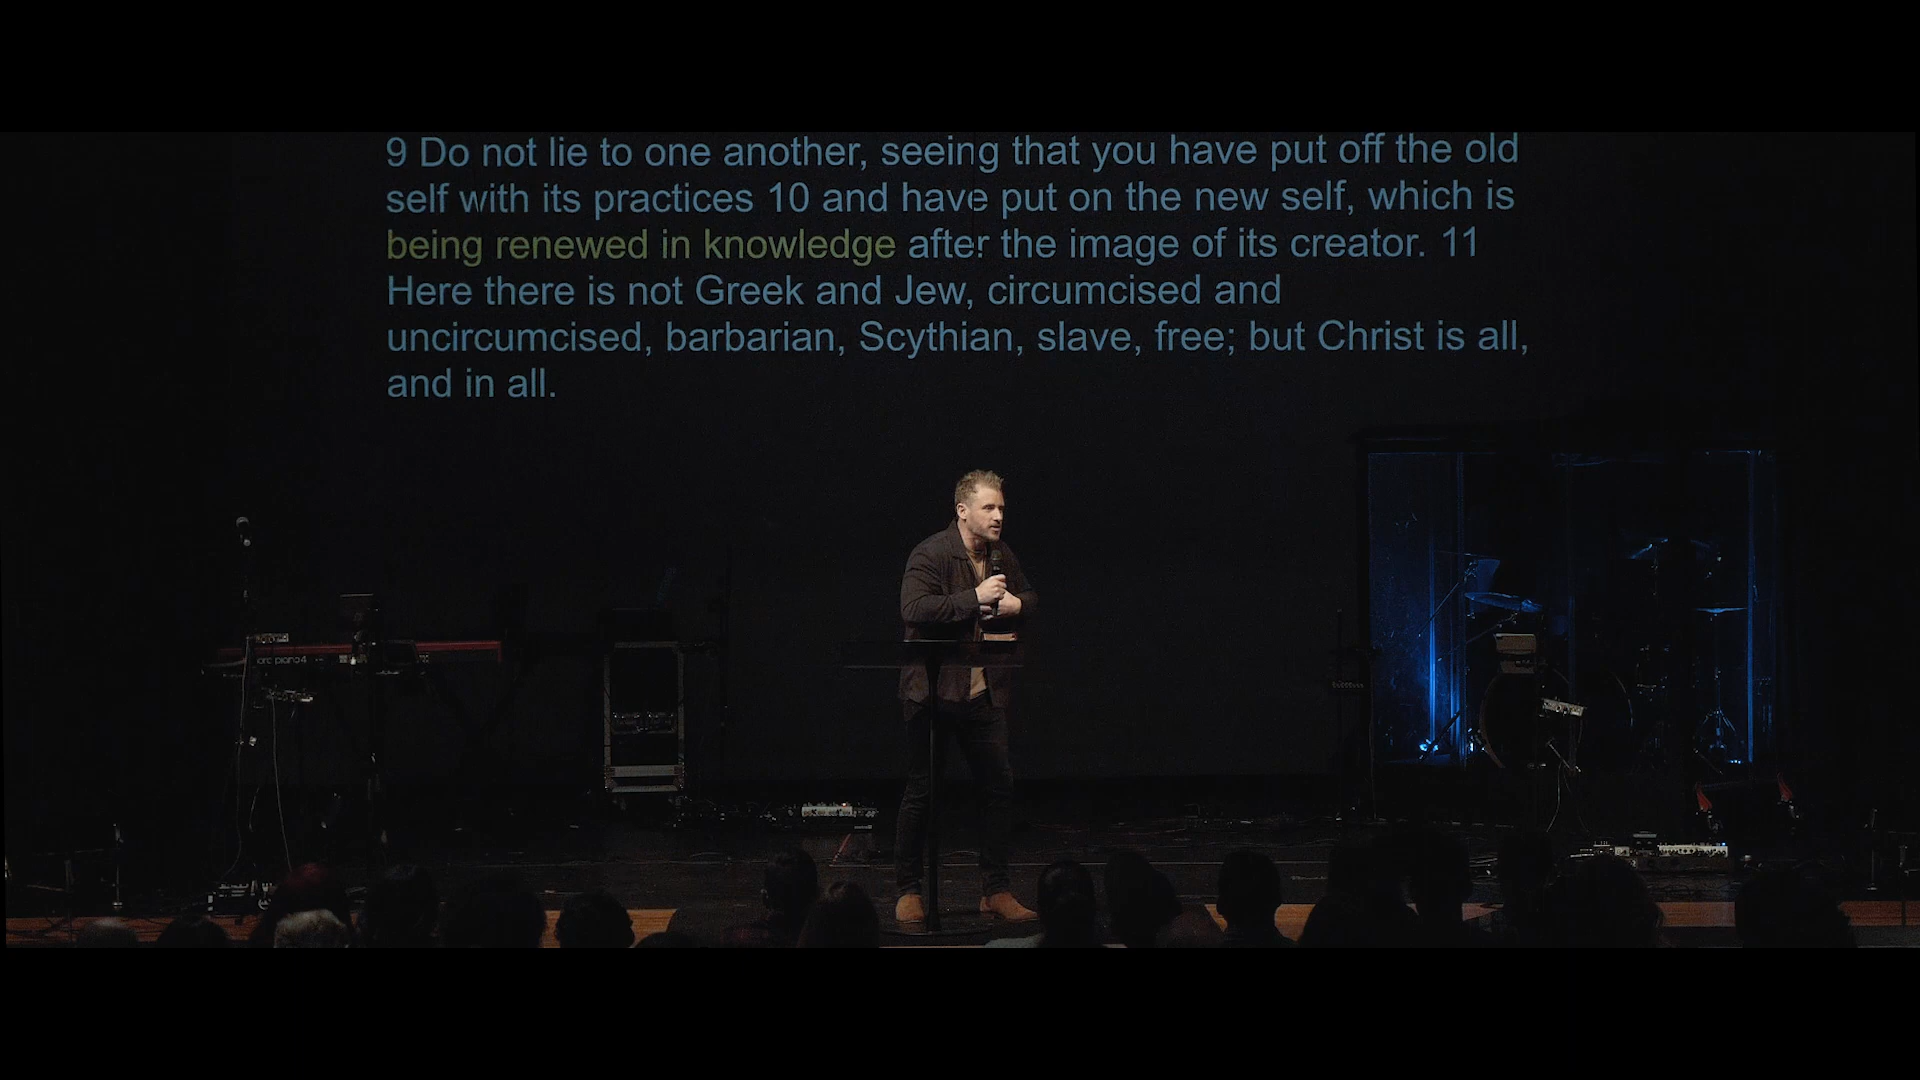 9 Do not lie to one another, seeing that you have put off the old
self with its practices 10 and have put on the new self, which is
being renewed in knowledge after the image of its creator. 11
Here there is not Greek and Jew, circumcised and
uncircumcised, barbarian, Scythian, slave, free; but Christ is all,
and in all.